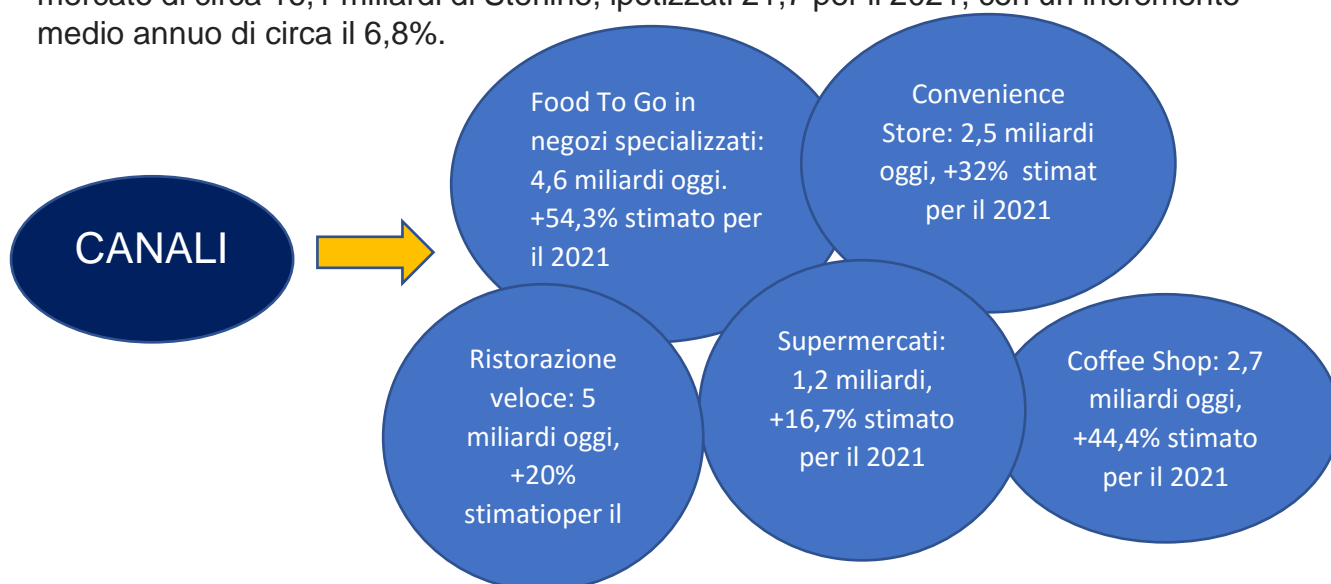 medio annuo di circa il 6,8%.
Food To Go in
negozi specializzati:
4,6 miliardi oggi.
+54,3% stimato per
il 2021
Convenience
Store: 2,5 miliardi
oggi, +32% stimat
per il 2021
CANALI
Ristorazione
veloce: 5
miliardi oggi,
+20%
stimatioper il
Supermercati:
1,2 miliardi,
+16,7% stimato
per il 2021
Coffee Shop: 2,7
miliardi oggi,
+44,4% stimato
per il 2021